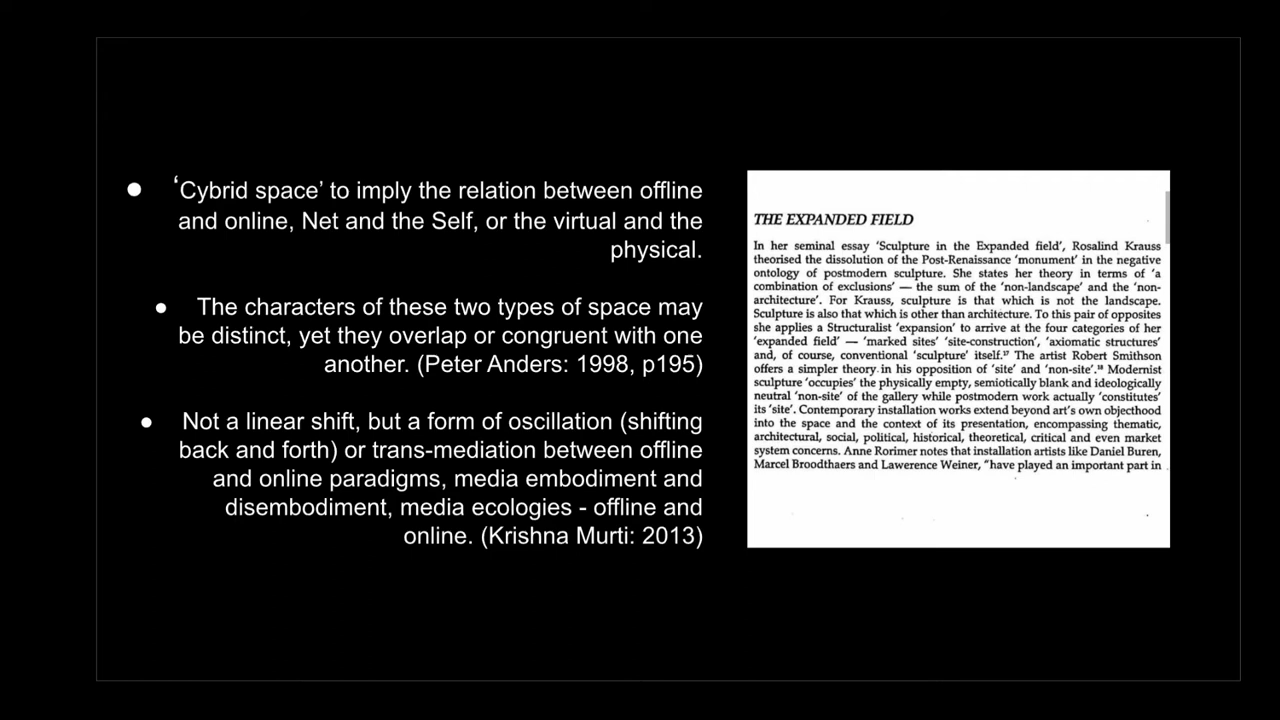 ‘Cybrid space’ to imply the relation between offline
and online, Net and the Self, or the virtual and the
physical.
The characters of these two types of space may
be distinct, yet they overlap or congruent with one
another. (Peter Anders: 1998, p195)
Not a linear shift, but a form of oscillation (shifting
back and forth) or trans-mediation between offline
and online paradigms, media embodiment and
disembodiment, media ecologies - offline and
online. (Krishna Murti: 2013)
THE EXPANDED FIELD
In her seminal essay ‘Sculpture in the Expanded field’, Rosalind Krauss
theorised the dissolution of the Post-Renaissance ‘monument’ in the negative
ontology of postmodern sculpture. She states her theory in terms of ‘a
combination of exclusions’ — the sum of the ‘non-landscape’ and the ‘non-
architecture’. For Krauss, sculpture is that which is not the landscape.
Sculpture is also that which is other than architecture. To this pair of opposites
she applies a Structuralist ‘expansion’ to arrive at the four categories of her
‘expanded field’ — ‘marked sites’ ‘site-construction’, ‘axiomatic structures’
and, of course, conventional ‘sculpture’ itself.¹⁷ The artist Robert Smithson
offers a simpler theory in his opposition of ‘site’ and ‘non-site’.¹⁸ Modernist
sculpture ‘occupies’ the physically empty, semiotically blank and ideologically
neutral ‘non-site’ of the gallery while postmodern work actually ‘constitutes’
its ‘site’. Contemporary installation works extend beyond art’s own objecthood
into the space and the context of its presentation, encompassing thematic,
architectural, social, political, historical, theoretical, critical and even market
system concerns. Anne Rorimer notes that installation artists like Daniel Buren,
Marcel Broodthaers and Lawerence Weiner, “have played an important part in